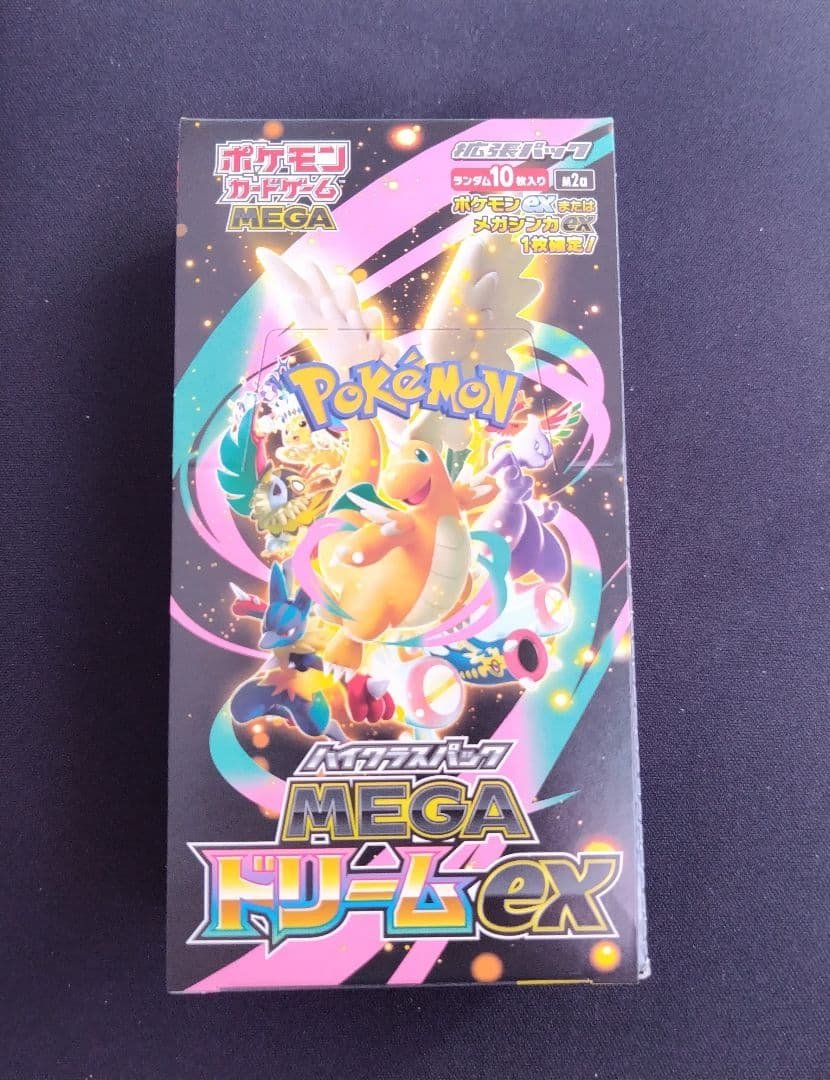 ポケモン
カードゲーム
MEGA
拡張パック
ランダム10枚入り M2a
ポケモンexまたは
メガシンカex
1枚確定!
POKéMON
TM
ハイクラスパック
MEGA
ドリームex